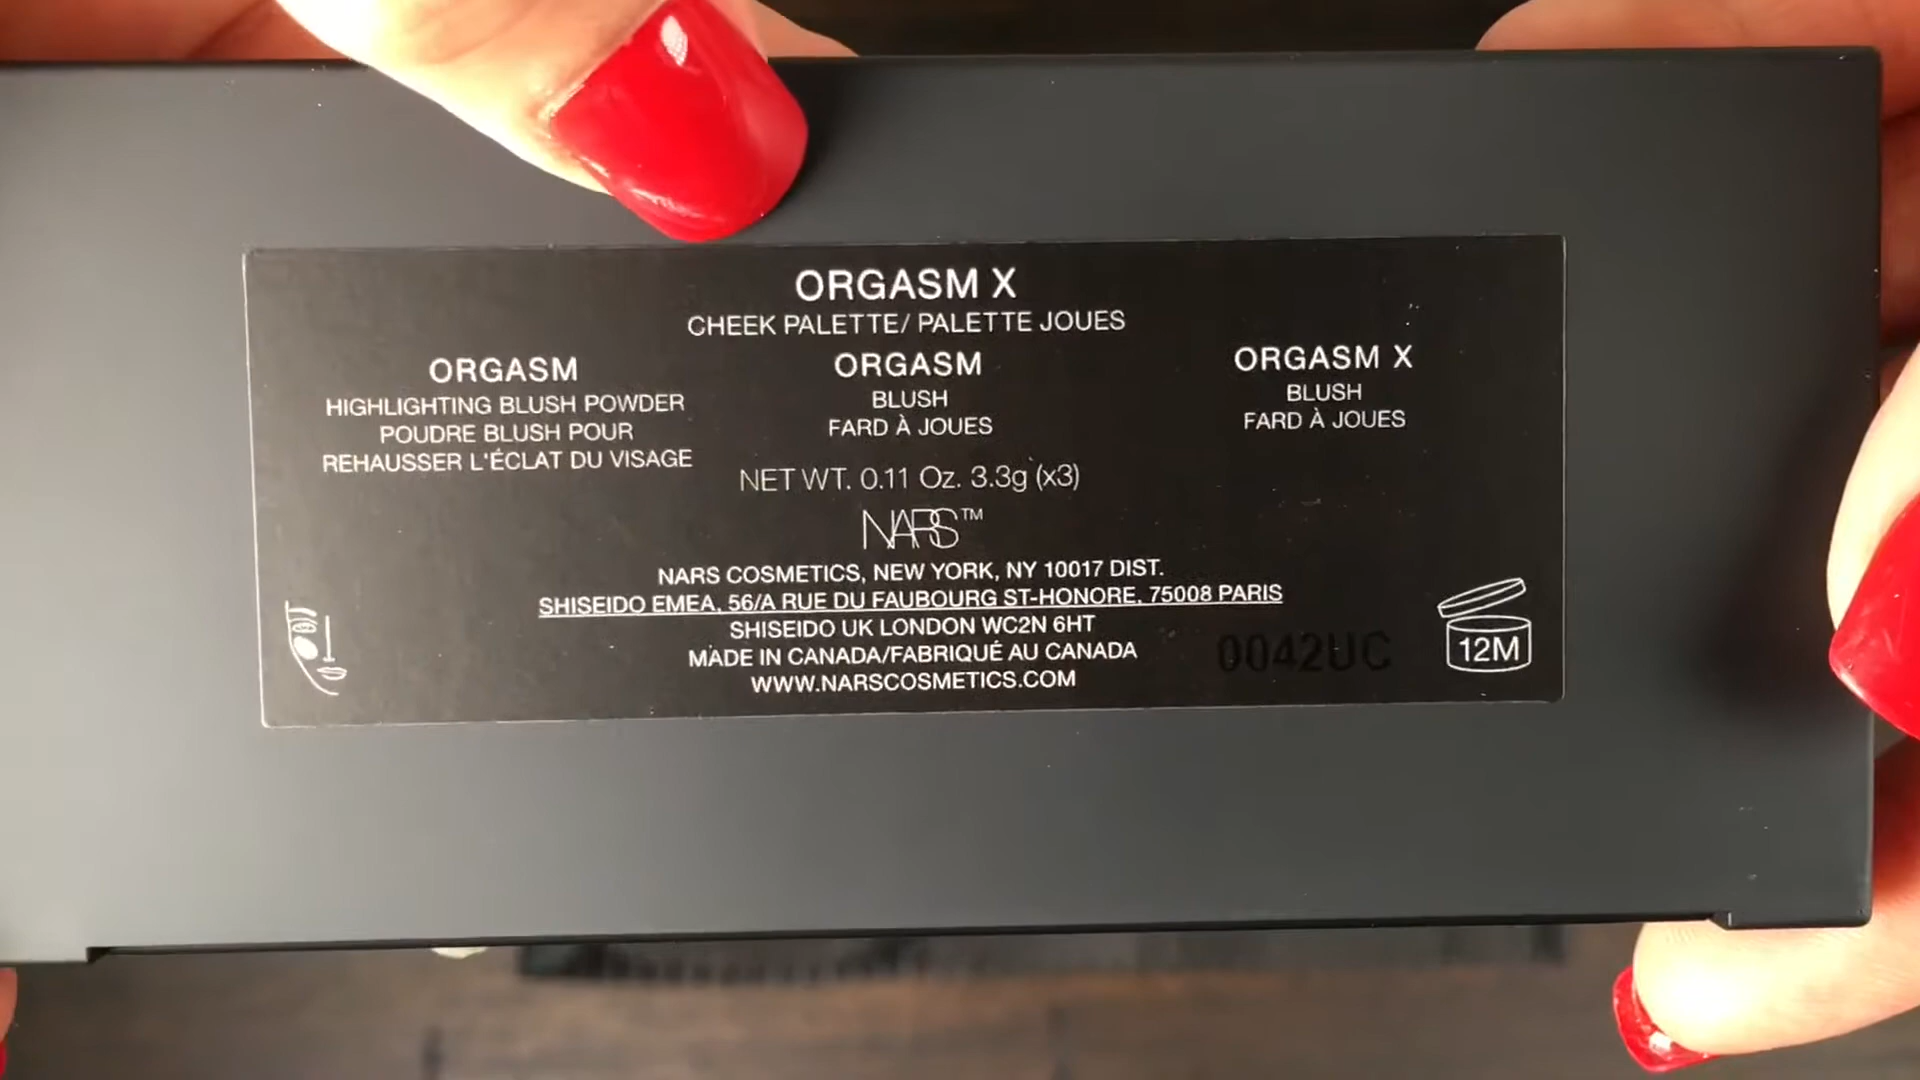 ORGASM X
CHEEK PALETTE/ PALETTE JOUES
ORGASM
HIGHLIGHTING BLUSH POWDER
POUDRE BLUSH POUR
REHAUSSER L'ÉCLAT DU VISAGE
ORGASM
BLUSH
FARD À JOUES
ORGASM X
BLUSH
FARD À JOUES
NET WT. 0.11 Oz. 3.3g (x3)
NARS™
NARS COSMETICS, NEW YORK, NY 10017 DIST.
SHISEIDO EMEA, 56/A RUE DU FAUBOURG ST-HONORE, 75008 PARIS
SHISEIDO UK LONDON WC2N 6HT
MADE IN CANADA/FABRIQUÉ AU CANADA
WWW.NARSCOSMETICS.COM
0042UC
12M